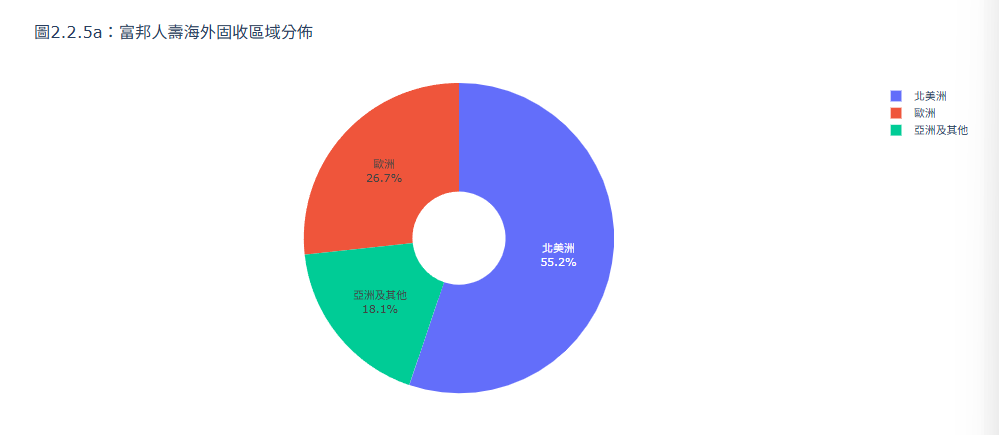 圖2.2.5a：富邦人壽海外固收區域分佈
北美洲
歐洲
亞洲及其他
歐洲
26.7%
北美洲
55.2%
亞洲及其他
18.1%